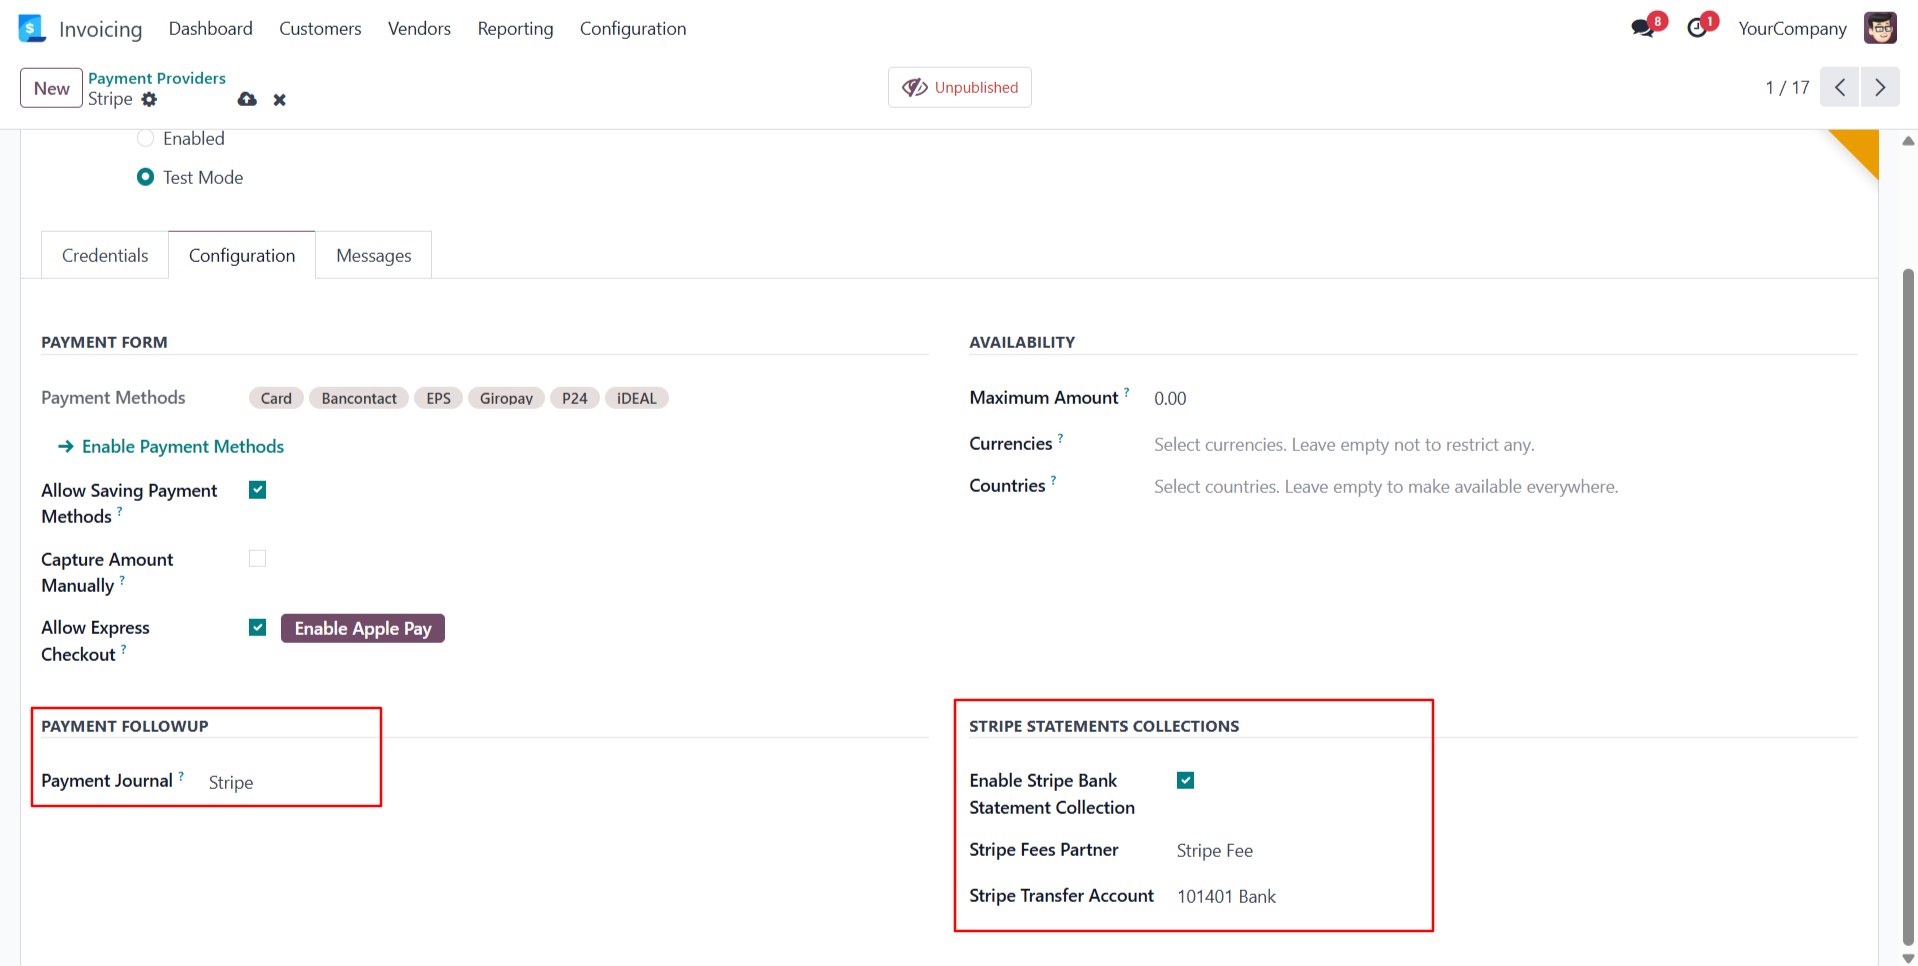 Invoicing Dashboard Customers Vendors Reporting Configuration 8 1 YourCompany
New Payment Providers
Stripe
Unpublished
1 / 17
Enabled
Test Mode
Credentials Configuration Messages
PAYMENT FORM
Payment Methods Card Bancontact EPS Giropay P24 iDEAL
Enable Payment Methods
Allow Saving Payment
Methods ?
Capture Amount
Manually ?
Allow Express
Checkout ?
Enable Apple Pay
AVAILABILITY
Maximum Amount ? 0.00
Currencies ? Select currencies. Leave empty not to restrict any.
Countries ? Select countries. Leave empty to make available everywhere.
PAYMENT FOLLOWUP
Payment Journal ? Stripe
STRIPE STATEMENTS COLLECTIONS
Enable Stripe Bank
Statement Collection
Stripe Fees Partner Stripe Fee
Stripe Transfer Account 101401 Bank